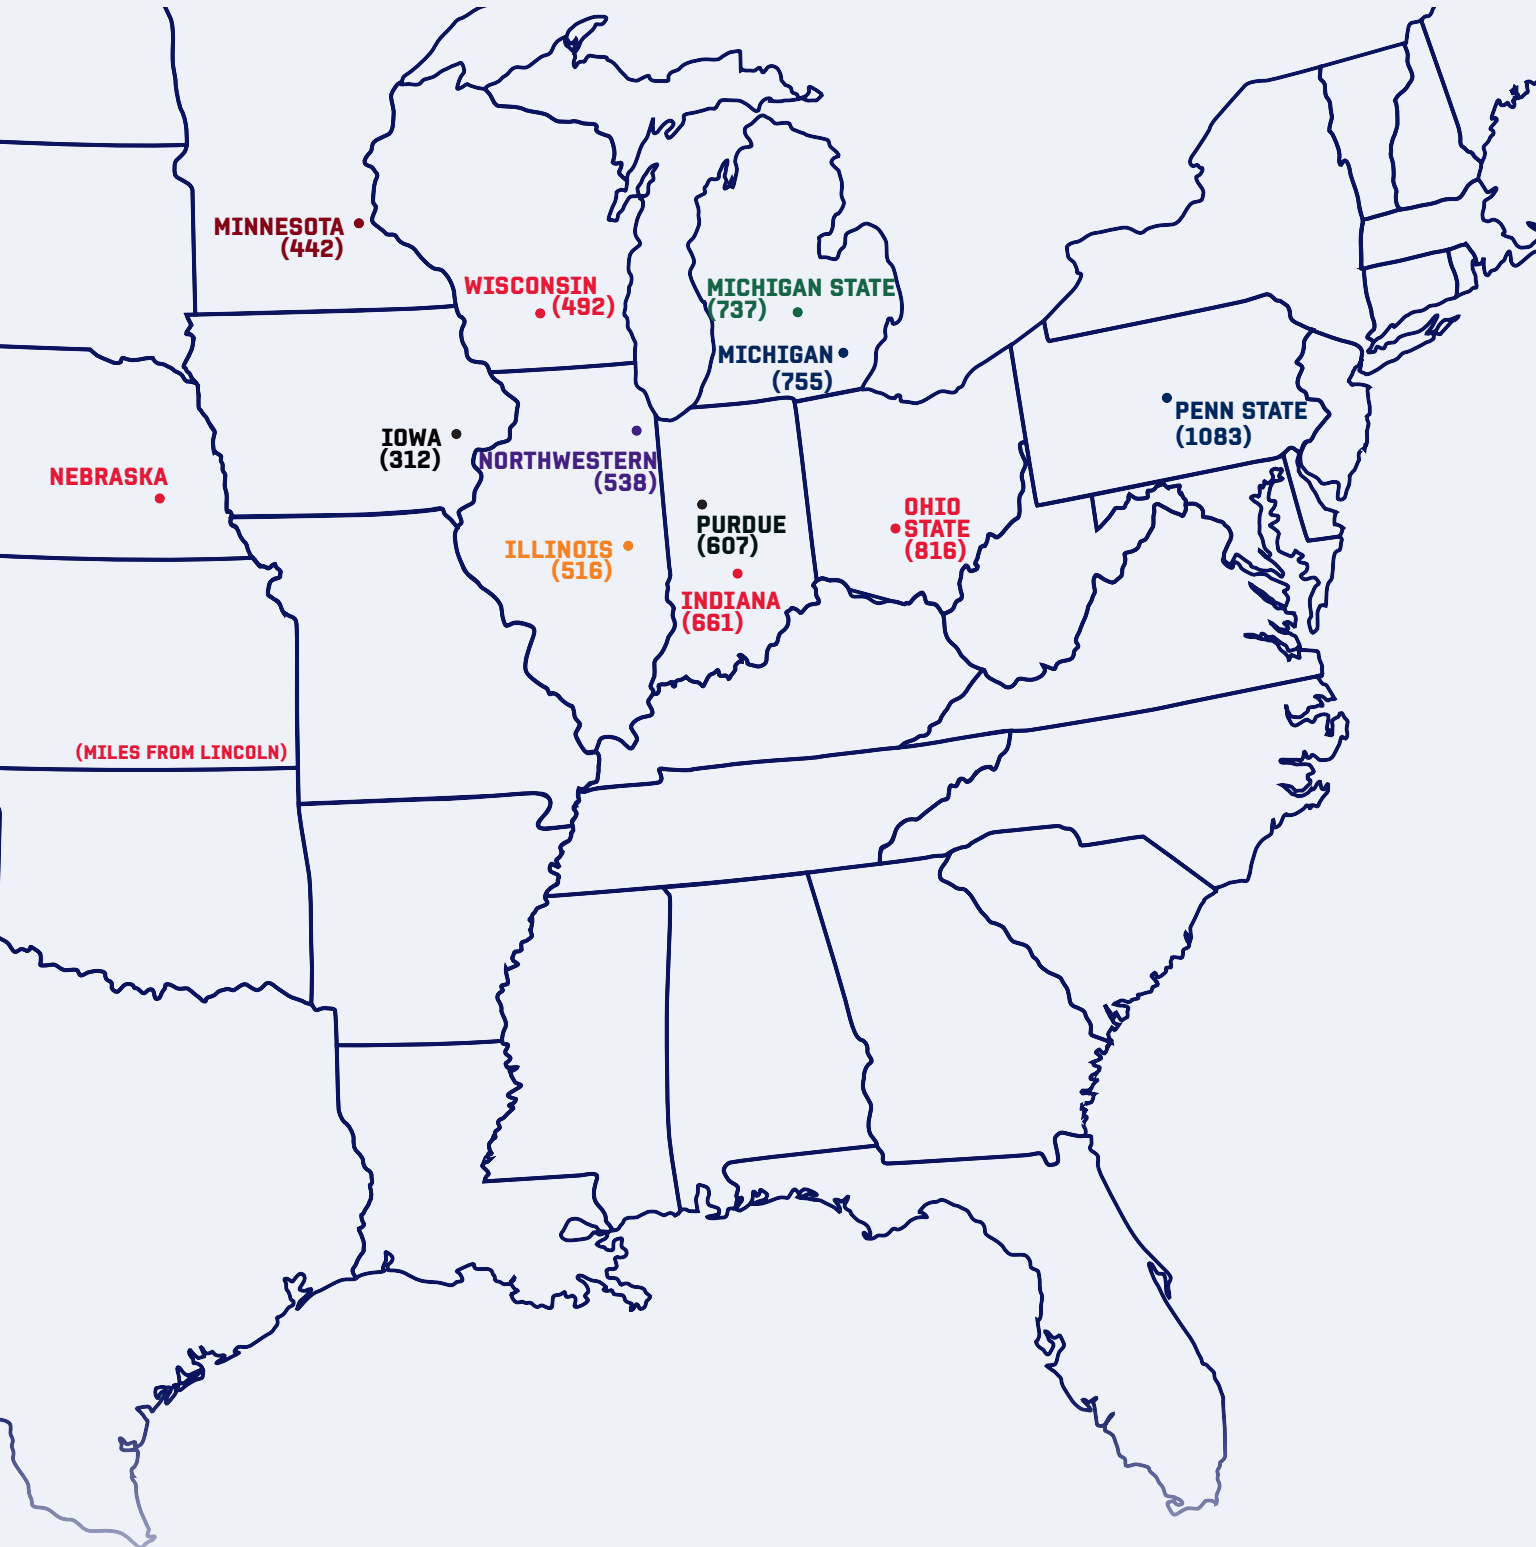 MINNESOTA
(442)
WISCONSIN
(492)
MICHIGAN STATE
(737)
MICHIGAN
(755)
PENN STATE
(1083)
IOWA
(312)
NORTHWESTERN
(538)
NEBRASKA
PURDUE
(607)
OHIO
STATE
(816)
ILLINOIS
(516)
INDIANA
(661)
(MILES FROM LINCOLN)